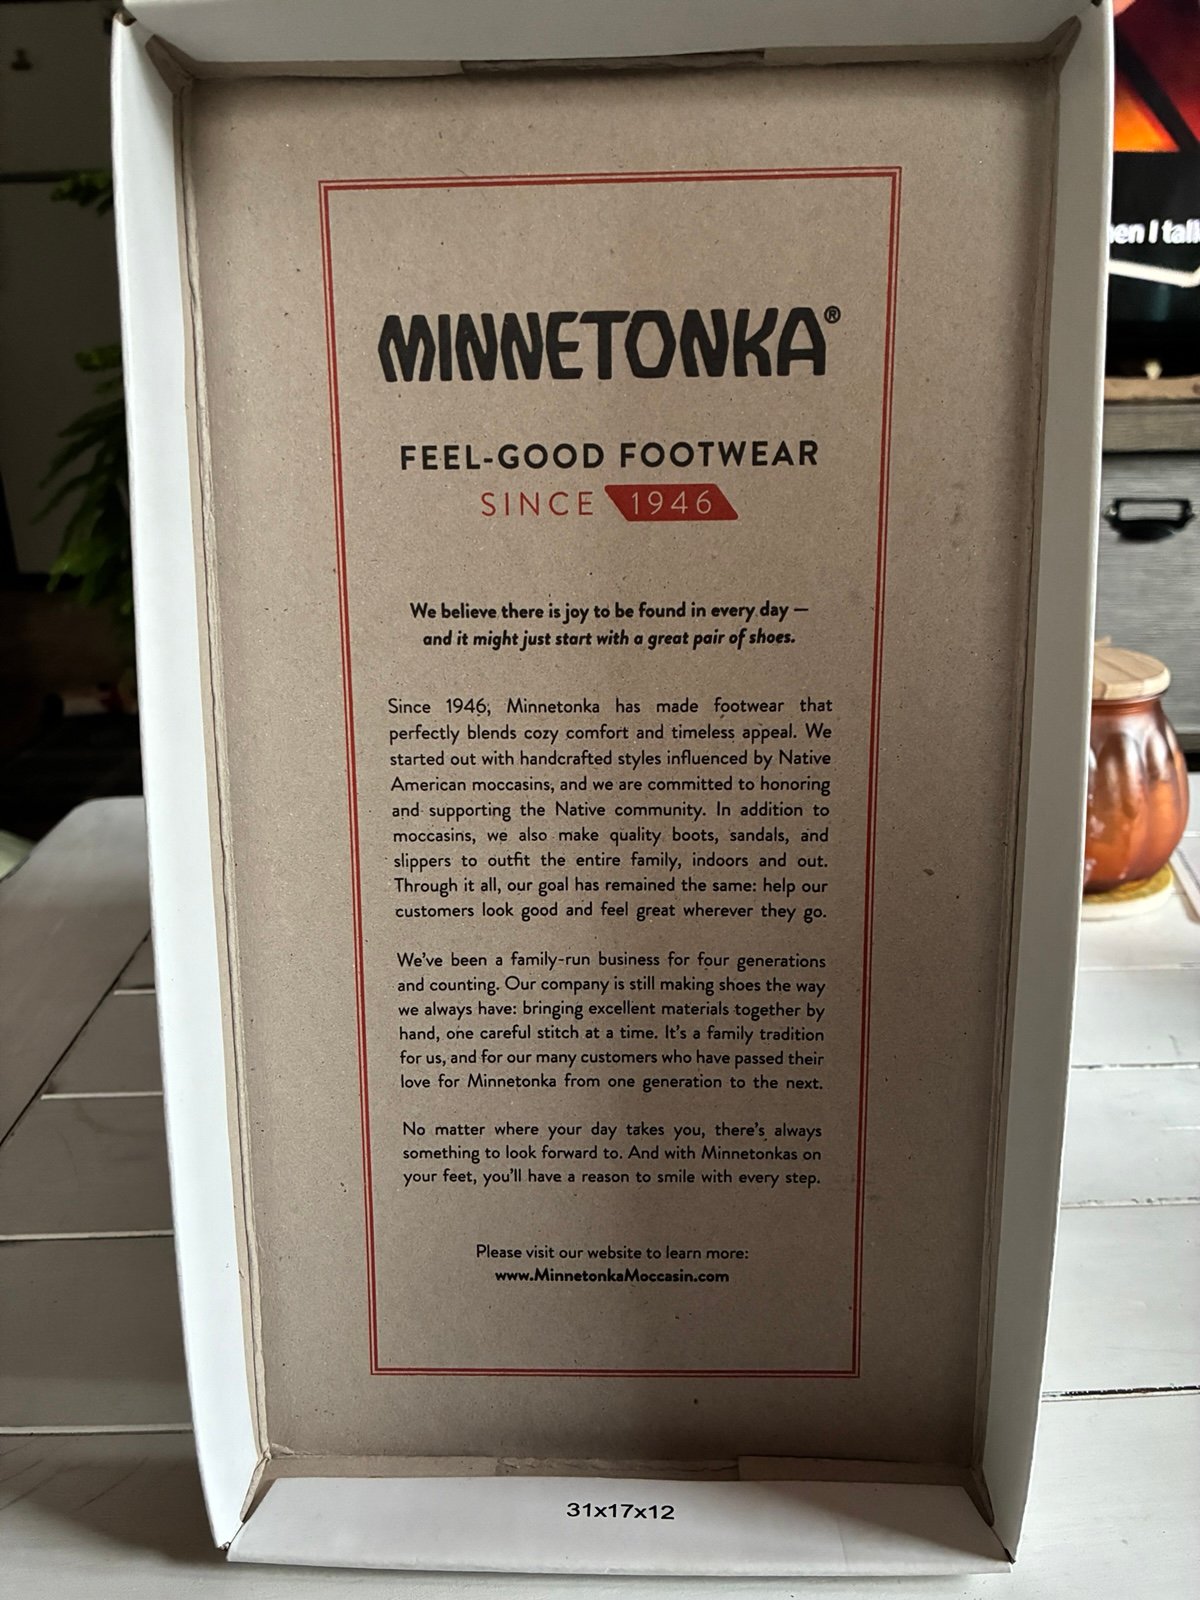 MINNETONKA®
FEEL-GOOD FOOTWEAR
SINCE 1946
We believe there is joy to be found in every day —
and it might just start with a great pair of shoes.
Since 1946, Minnetonka has made footwear that
perfectly blends cozy comfort and timeless appeal. We
started out with handcrafted styles influenced by Native
American moccasins, and we are committed to honoring
and supporting the Native community. In addition to
moccasins, we also make quality boots, sandals, and
slippers to outfit the entire family, indoors and out.
Through it all, our goal has remained the same: help our
customers look good and feel great wherever they go.
We've been a family-run business for four generations
and counting. Our company is still making shoes the way
we always have: bringing excellent materials together by
hand, one careful stitch at a time. It's a family tradition
for us, and for our many customers who have passed their
love for Minnetonka from one generation to the next.
No matter where your day takes you, there's always
something to look forward to. And with Minnetonkas on
your feet, you'll have a reason to smile with every step.
Please visit our website to learn more:
www.MinnetonkaMoccasin.com
31x17x12
I